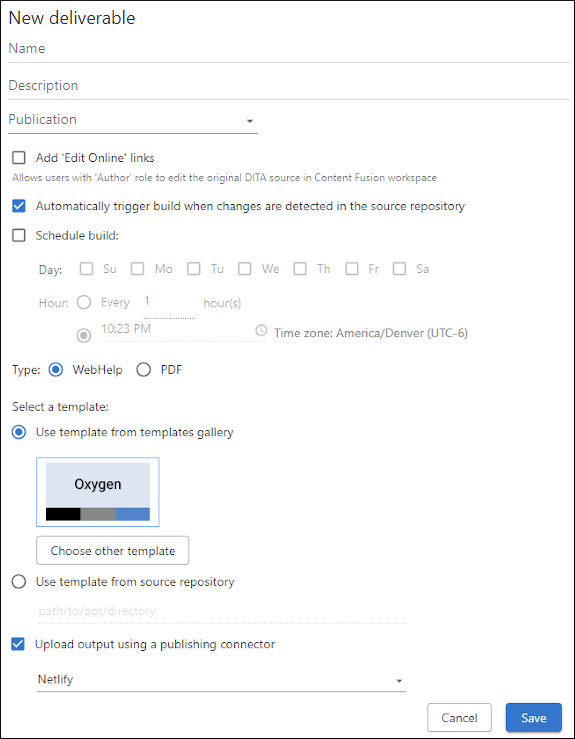 New deliverable
Name
Description
Publication
Add 'Edit Online' links
Allows users with 'Author' role to edit the original DITA source in Content Fusion workspace
Automatically trigger build when changes are detected in the source repository
Schedule build:
Day: Su Mo Tu We Th Fr Sa
Hour: Every 1 hour(s)
10:23 PM Time zone: America/Denver (UTC-6)
Type: WebHelp PDF
Select a template:
Use template from templates gallery
Oxygen
Choose other template
Use template from source repository
path/to/opt/directory
Upload output using a publishing connector
Netlify
Cancel Save